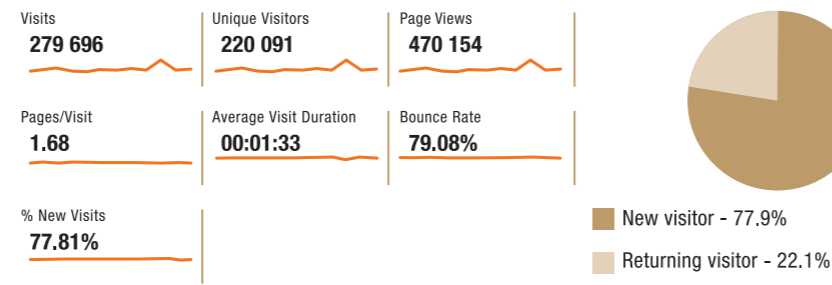 Visits
279 696
Unique Visitors
220 091
Page Views
470 154
Pages/Visit
1.68
Average Visit Duration
00:01:33
Bounce Rate
79.08%
% New Visits
77.81%
New visitor - 77.9%
Returning visitor - 22.1%